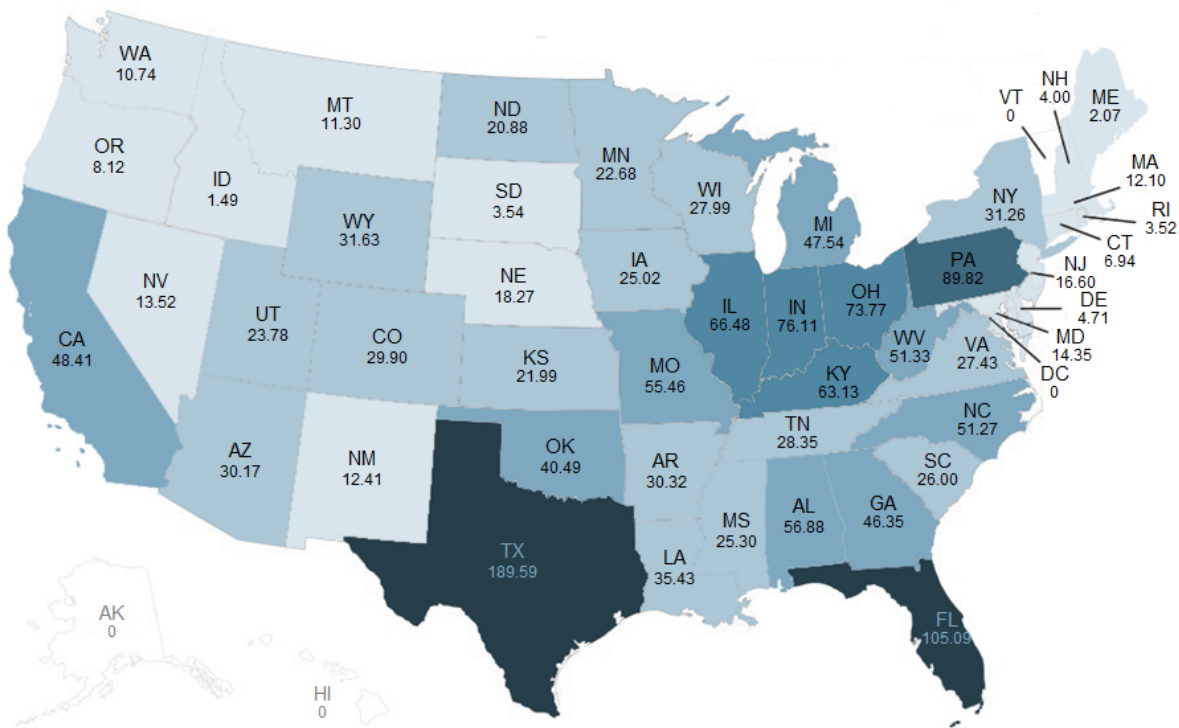 WA
10.74
OR
8.12
CA
48.41
ID
1.49
NV
13.52
MT
11.30
WY
31.63
UT
23.78
AZ
30.17
CO
29.90
NM
12.41
ND
20.88
SD
3.54
NE
18.27
KS
21.99
OK
40.49
TX
189.59
MN
22.68
IA
25.02
MO
55.46
AR
30.32
LA
35.43
WI
27.99
IL
66.48
MI
47.54
IN
76.11
OH
73.77
KY
63.13
TN
28.35
MS
25.30
AL
56.88
GA
46.35
FL
105.09
SC
26.00
NC
51.27
VA
27.43
WV
51.33
PA
89.82
NY
31.26
VT
0
NH
4.00
ME
2.07
MA
12.10
RI
3.52
CT
6.94
NJ
16.60
DE
4.71
MD
14.35
DC
0
AK
0
HI
0